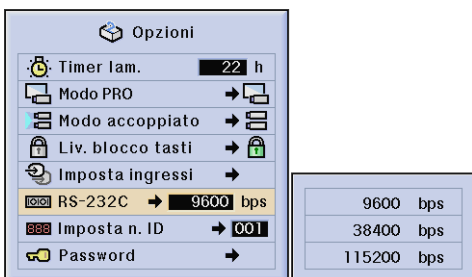 Opzioni
Timer lam. 22 h
Modo PRO
Modo accoppiato
Liv. blocco tasti
Imposta ingressi
RS-232C 9600 bps
888 Imposta n. ID 001
Password
9600 bps
38400 bps
115200 bps